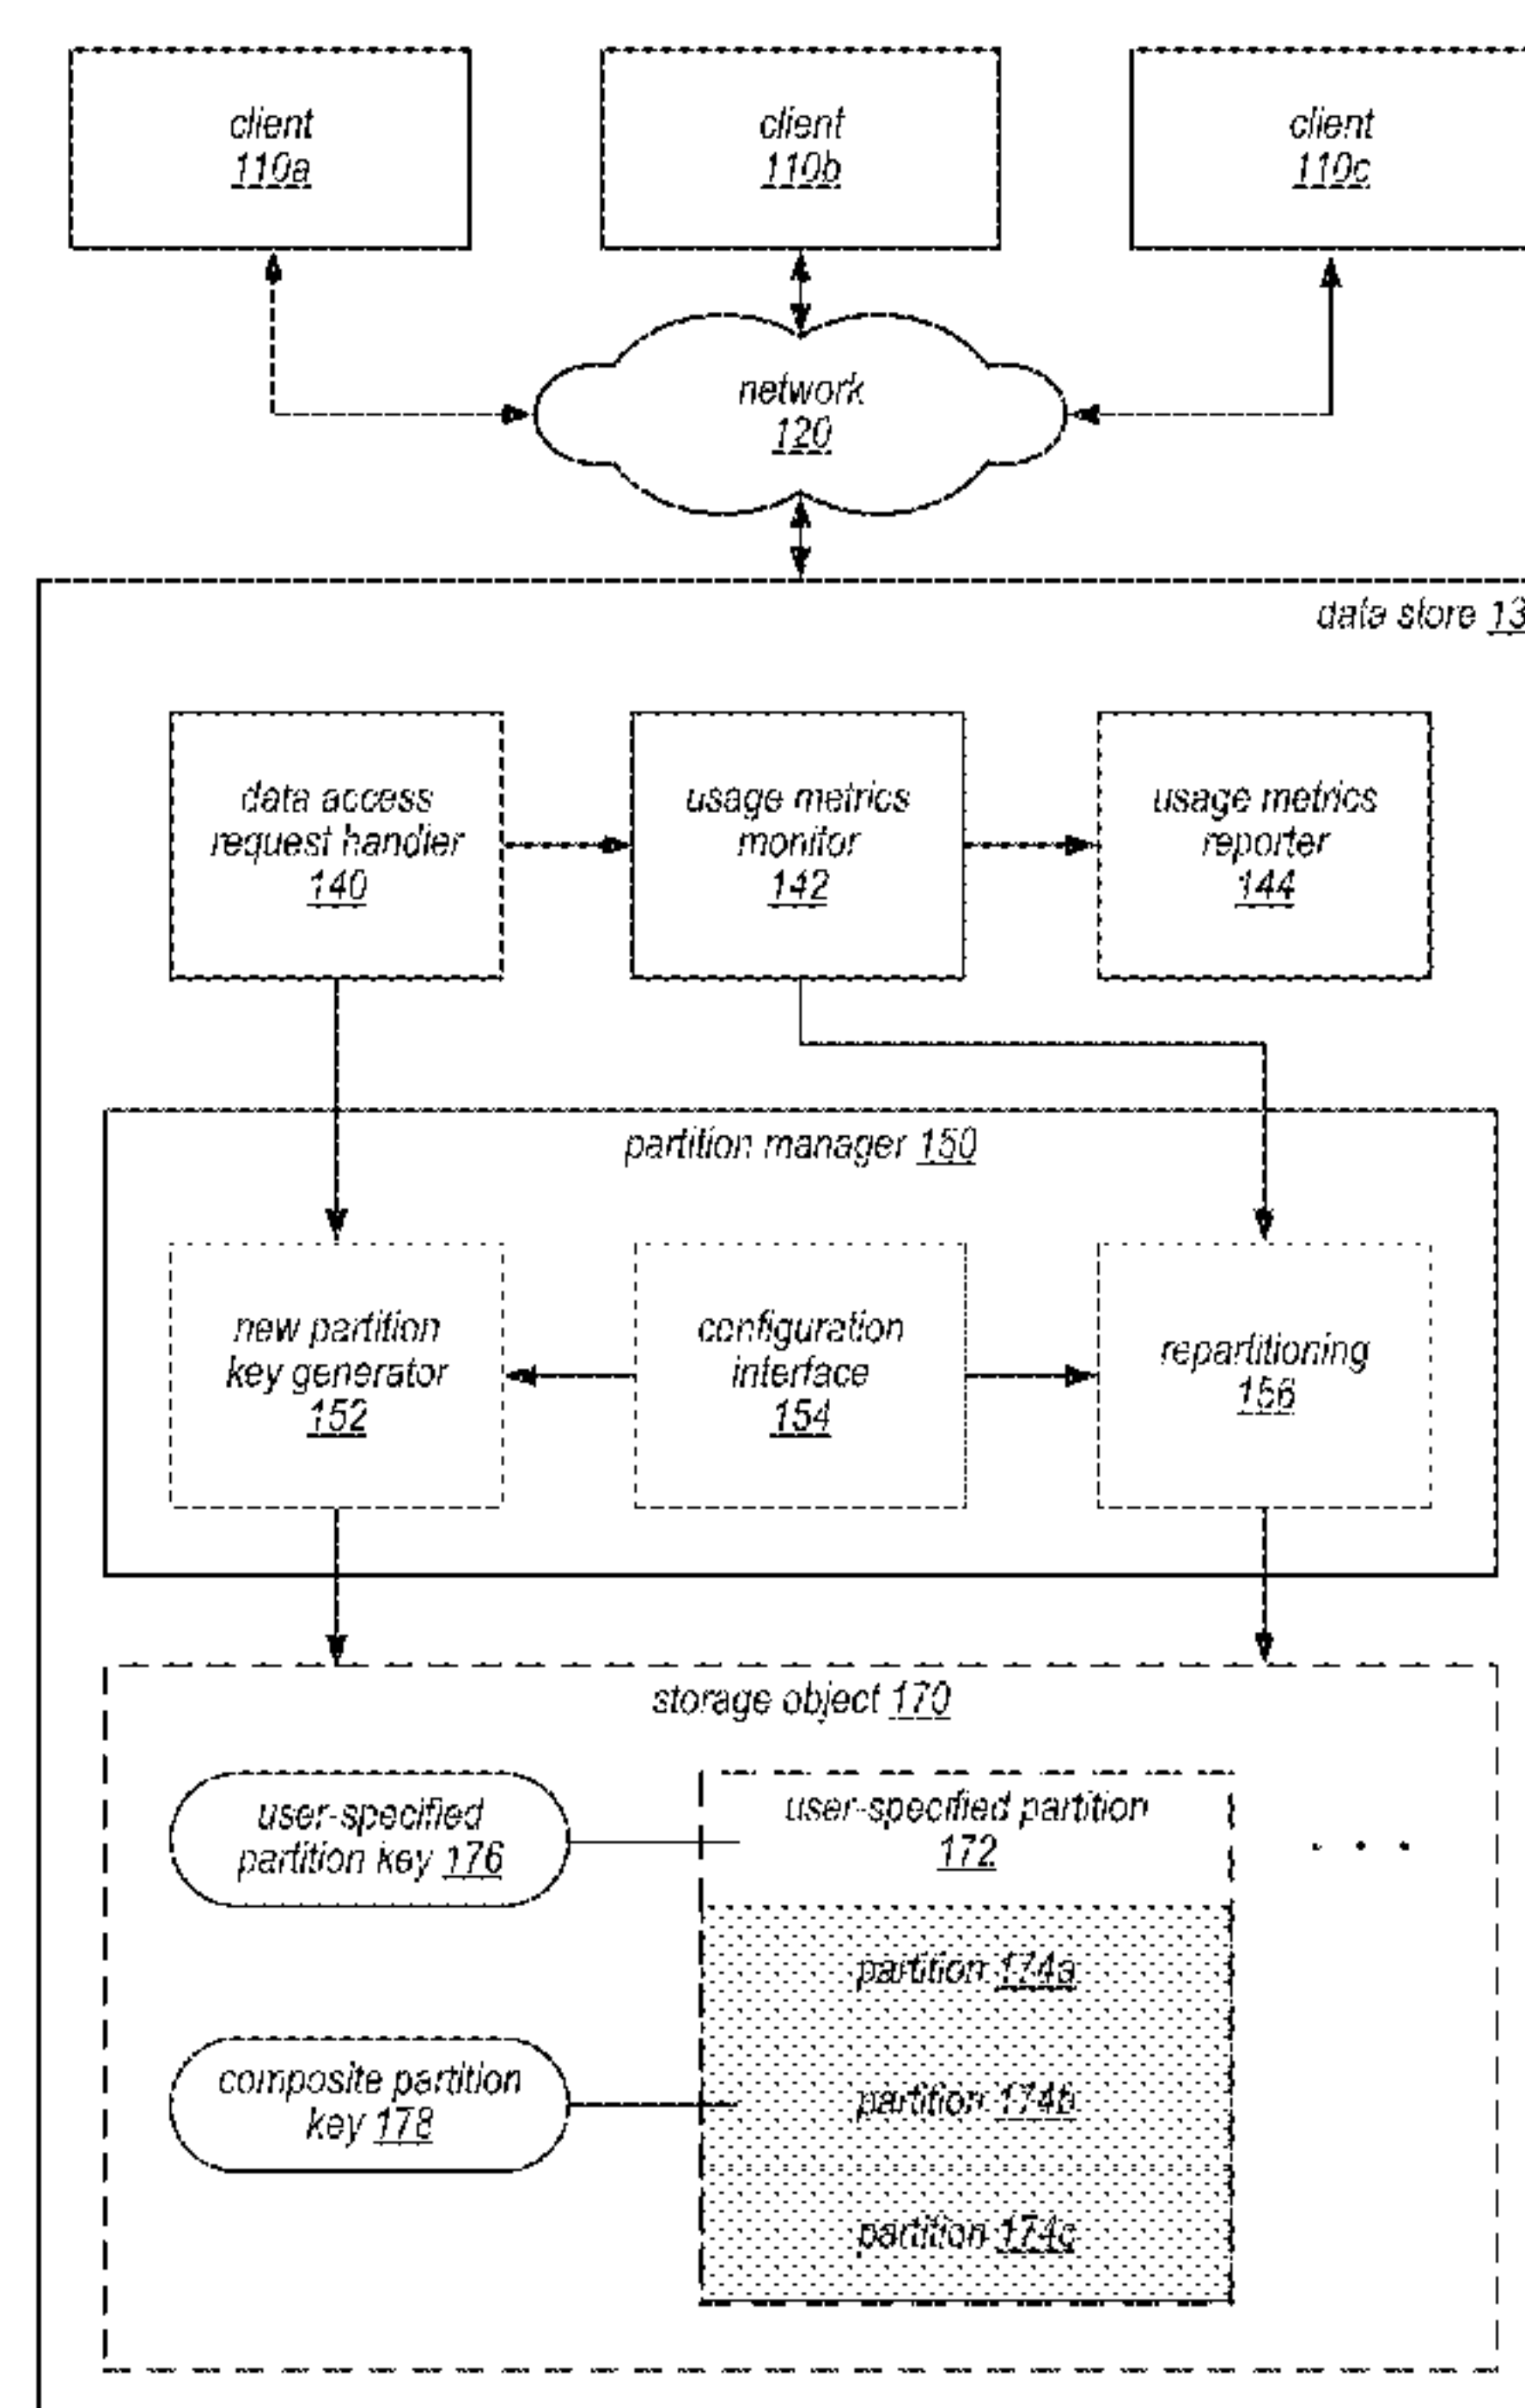 client
110a
client
110b
client
110c
network
120
data store 13
data access
request handler
140
usage metrics
monitor
142
usage metrics
reporter
144
partition manager 150
new partition
key generator
152
configuration
interface
154
repartitioning
156
storage object 170
user-specified
partition key 176
user-specified partition
172
. . .
partition 174a
composite partition
key 178
partition 174b
partition 174c